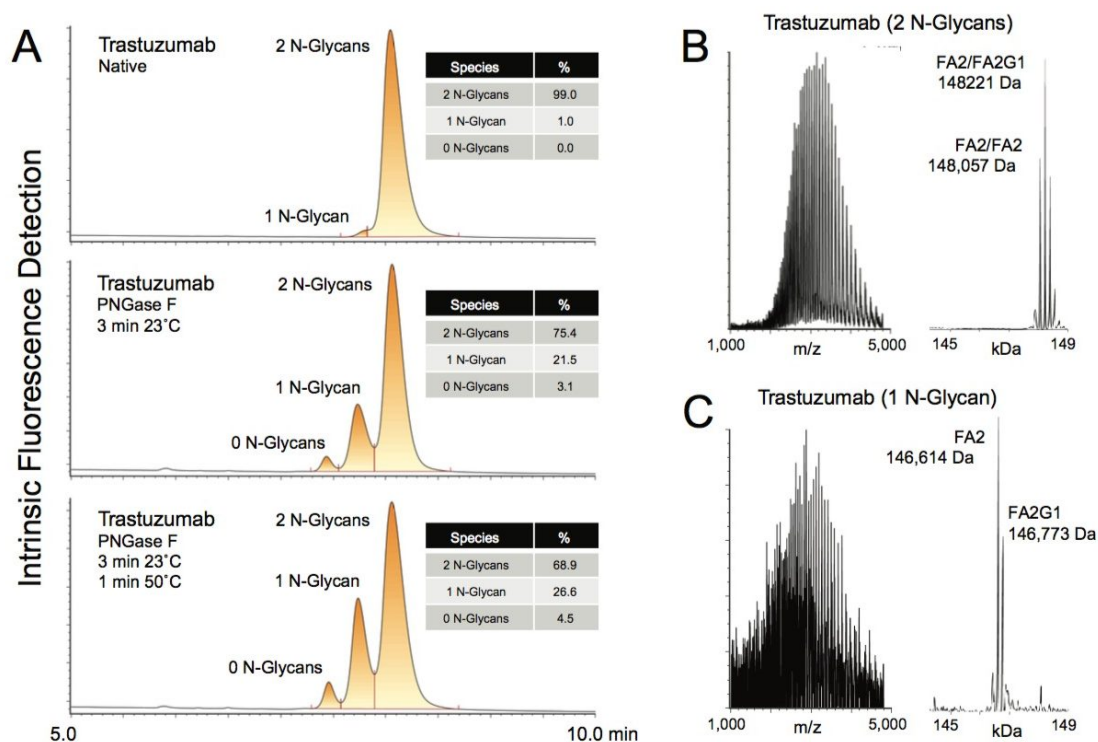 A
Intrinsic Fluorescence Detection
Trastuzumab
Native
2 N-Glycans
1 N-Glycan
Species %
2 N-Glycans 99.0
1 N-Glycan 1.0
0 N-Glycans 0.0
Trastuzumab
PNGase F
3 min 23˚C
2 N-Glycans
1 N-Glycan
0 N-Glycans
Species %
2 N-Glycans 75.4
1 N-Glycan 21.5
0 N-Glycans 3.1
Trastuzumab
PNGase F
3 min 23˚C
1 min 50˚C
2 N-Glycans
1 N-Glycan
0 N-Glycans
Species %
2 N-Glycans 68.9
1 N-Glycan 26.6
0 N-Glycans 4.5
5.0 10.0 min
B
Trastuzumab (2 N-Glycans)
FA2/FA2G1
148221 Da
FA2/FA2
148,057 Da
1,000 m/z 5,000
145 kDa 149
C
Trastuzumab (1 N-Glycan)
FA2
146,614 Da
FA2G1
146,773 Da
1,000 m/z 5,000
145 kDa 149